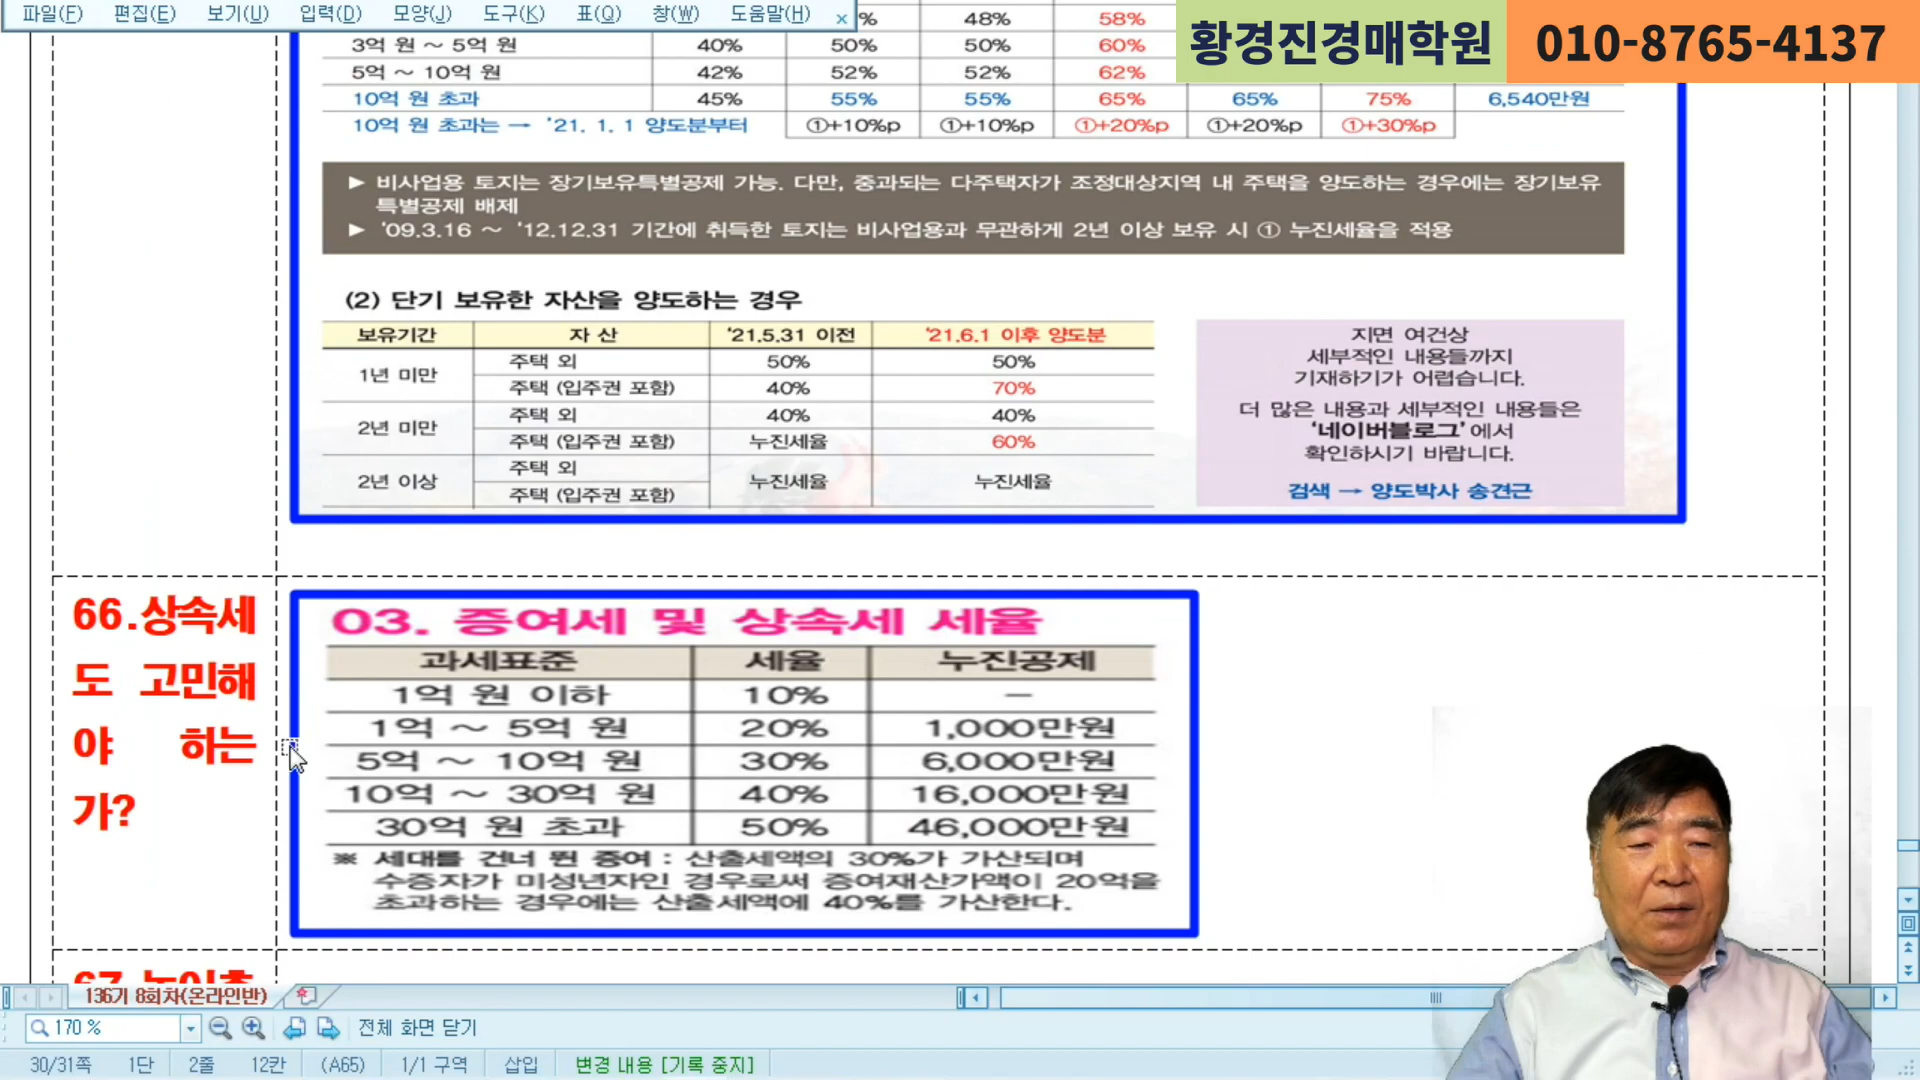 파일(F) 편집(E) 보기(U) 입력(D) 모양(J) 도구(K) 표(Q) 창(W) 도움말(H) x
황경진경매학원 010-8765-4137
% 48% 58%
3억 원 ~ 5억 원 40% 50% 50% 60%
5억 ~ 10억 원 42% 52% 52% 62%
10억 원 초과 45% 55% 55% 65% 65% 75% 6,540만원
10억 원 초과는 → '21. 1. 1 양도분부터 ①+10%p ①+10%p ①+20%p ①+20%p ①+30%p
▶ 비사업용 토지는 장기보유특별공제 가능. 다만, 중과되는 다주택자가 조정대상지역 내 주택을 양도하는 경우에는 장기보유
특별공제 배제
▶ '09.3.16 ~ '12.12.31 기간에 취득한 토지는 비사업용과 무관하게 2년 이상 보유 시 ① 누진세율을 적용
(2) 단기 보유한 자산을 양도하는 경우
보유기간 자 산 '21.5.31 이전 '21.6.1 이후 양도분
1년 미만 주택 외 50% 50%
주택 (입주권 포함) 40% 70%
2년 미만 주택 외 40% 40%
주택 (입주권 포함) 누진세율 60%
2년 이상 주택 외 누진세율 누진세율
주택 (입주권 포함)
지면 여건상
세부적인 내용들까지
기재하기가 어렵습니다.
더 많은 내용과 세부적인 내용들은
'네이버블로그'에서
확인하시기 바랍니다.
검색 → 양도박사 송견근
66.상속세
도 고민해
야 하는
가?
03. 증여세 및 상속세 세율
과세표준 세율 누진공제
1억 원 이하 10% –
1억 ~ 5억 원 20% 1,000만원
5억 ~ 10억 원 30% 6,000만원
10억 ~ 30억 원 40% 16,000만원
30억 원 초과 50% 46,000만원
※ 세대를 건너 뛴 증여 : 산출세액의 30%가 가산되며
수증자가 미성년자인 경우로써 증여재산가액이 20억을
초과하는 경우에는 산출세액에 40%를 가산한다.
136기 8회차(온라인반)
170 % 전체 화면 닫기
30/31쪽 1단 2줄 12칸 (A65) 1/1 구역 삽입 변경 내용 [기록 중지]